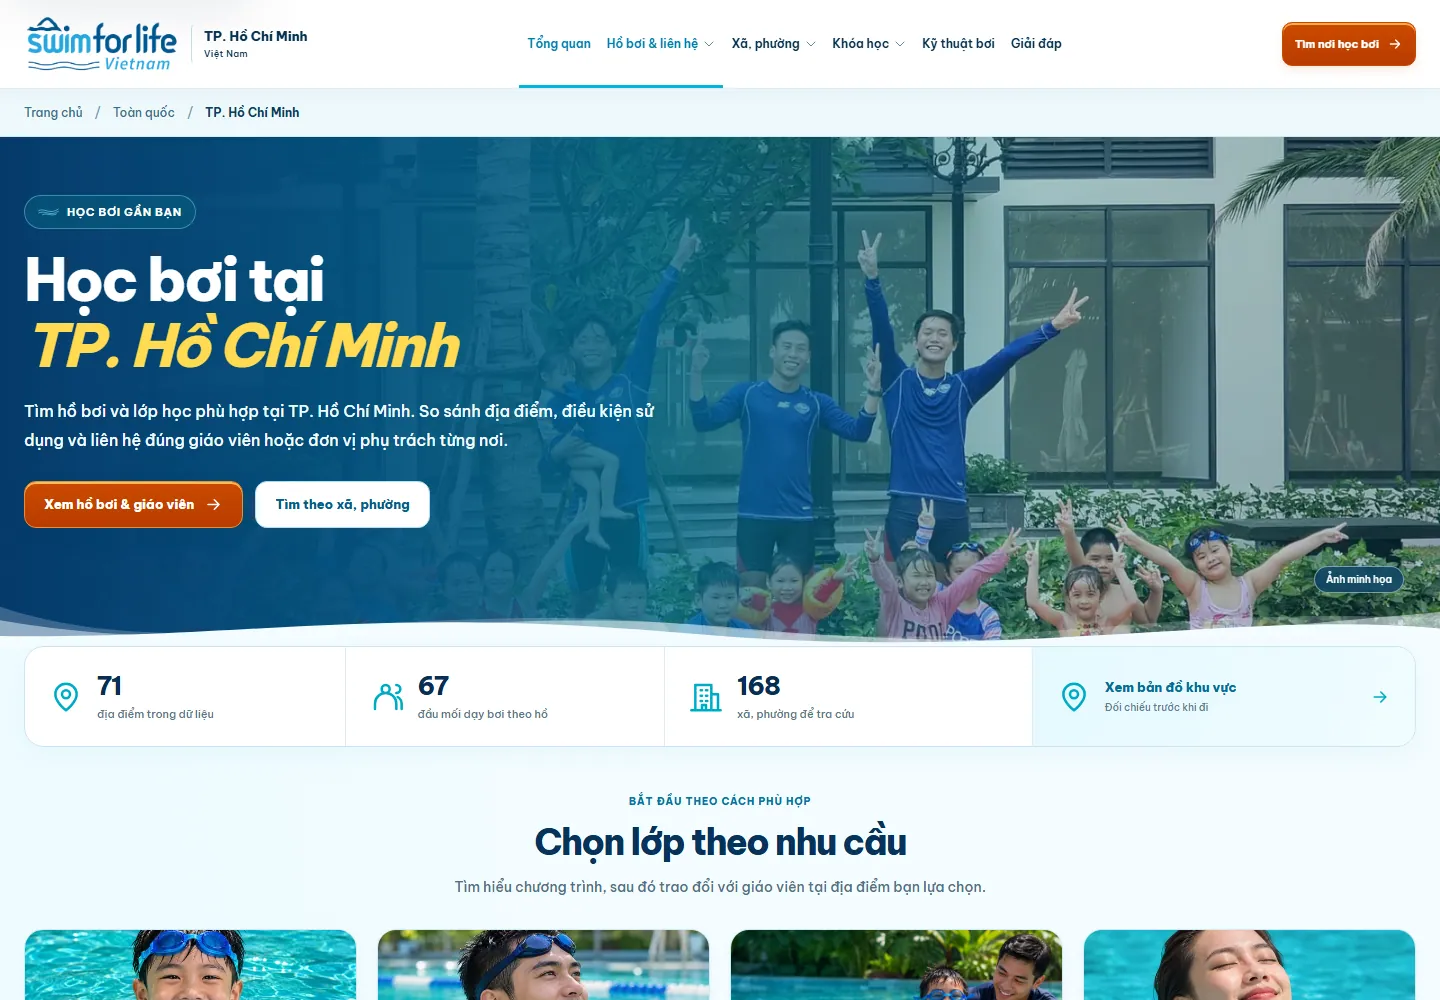 swimforlife
Vietnam
TP. Hồ Chí Minh
Việt Nam
Tổng quan
Hồ bơi & liên hệ
Xã, phường
Khóa học
Kỹ thuật bơi
Giải đáp
Tìm nơi học bơi
Trang chủ / Toàn quốc / TP. Hồ Chí Minh
HỌC BƠI GẦN BẠN
Học bơi tại
TP. Hồ Chí Minh
Tìm hồ bơi và lớp học phù hợp tại TP. Hồ Chí Minh. So sánh địa điểm, điều kiện sử
dụng và liên hệ đúng giáo viên hoặc đơn vị phụ trách từng nơi.
Xem hồ bơi & giáo viên
Tìm theo xã, phường
Ảnh minh họa
71
địa điểm trong dữ liệu
67
đầu mối dạy bơi theo hồ
168
xã, phường để tra cứu
Xem bản đồ khu vực
Đối chiếu trước khi đi
BẮT ĐẦU THEO CÁCH PHÙ HỢP
Chọn lớp theo nhu cầu
Tìm hiểu chương trình, sau đó trao đổi với giáo viên tại địa điểm bạn lựa chọn.